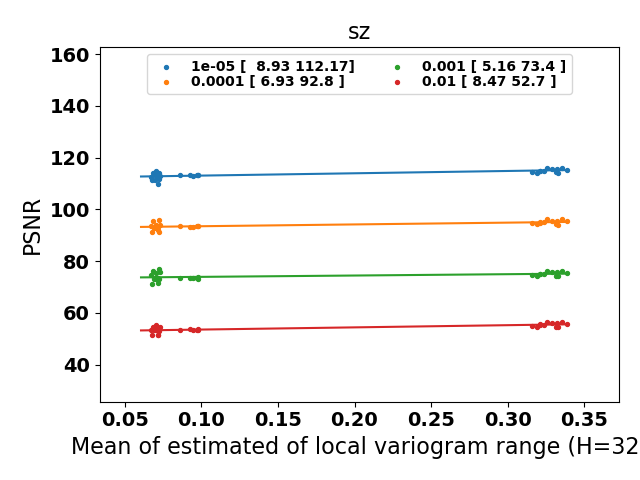 sz
1e-05 [  8.93 112.17]
0.0001 [ 6.93 92.8 ]
0.001 [ 5.16 73.4 ]
0.01 [ 8.47 52.7 ]
160
140
120
100
80
60
40
PSNR
0.05 0.10 0.15 0.20 0.25 0.30 0.35
Mean of estimated of local variogram range (H=32